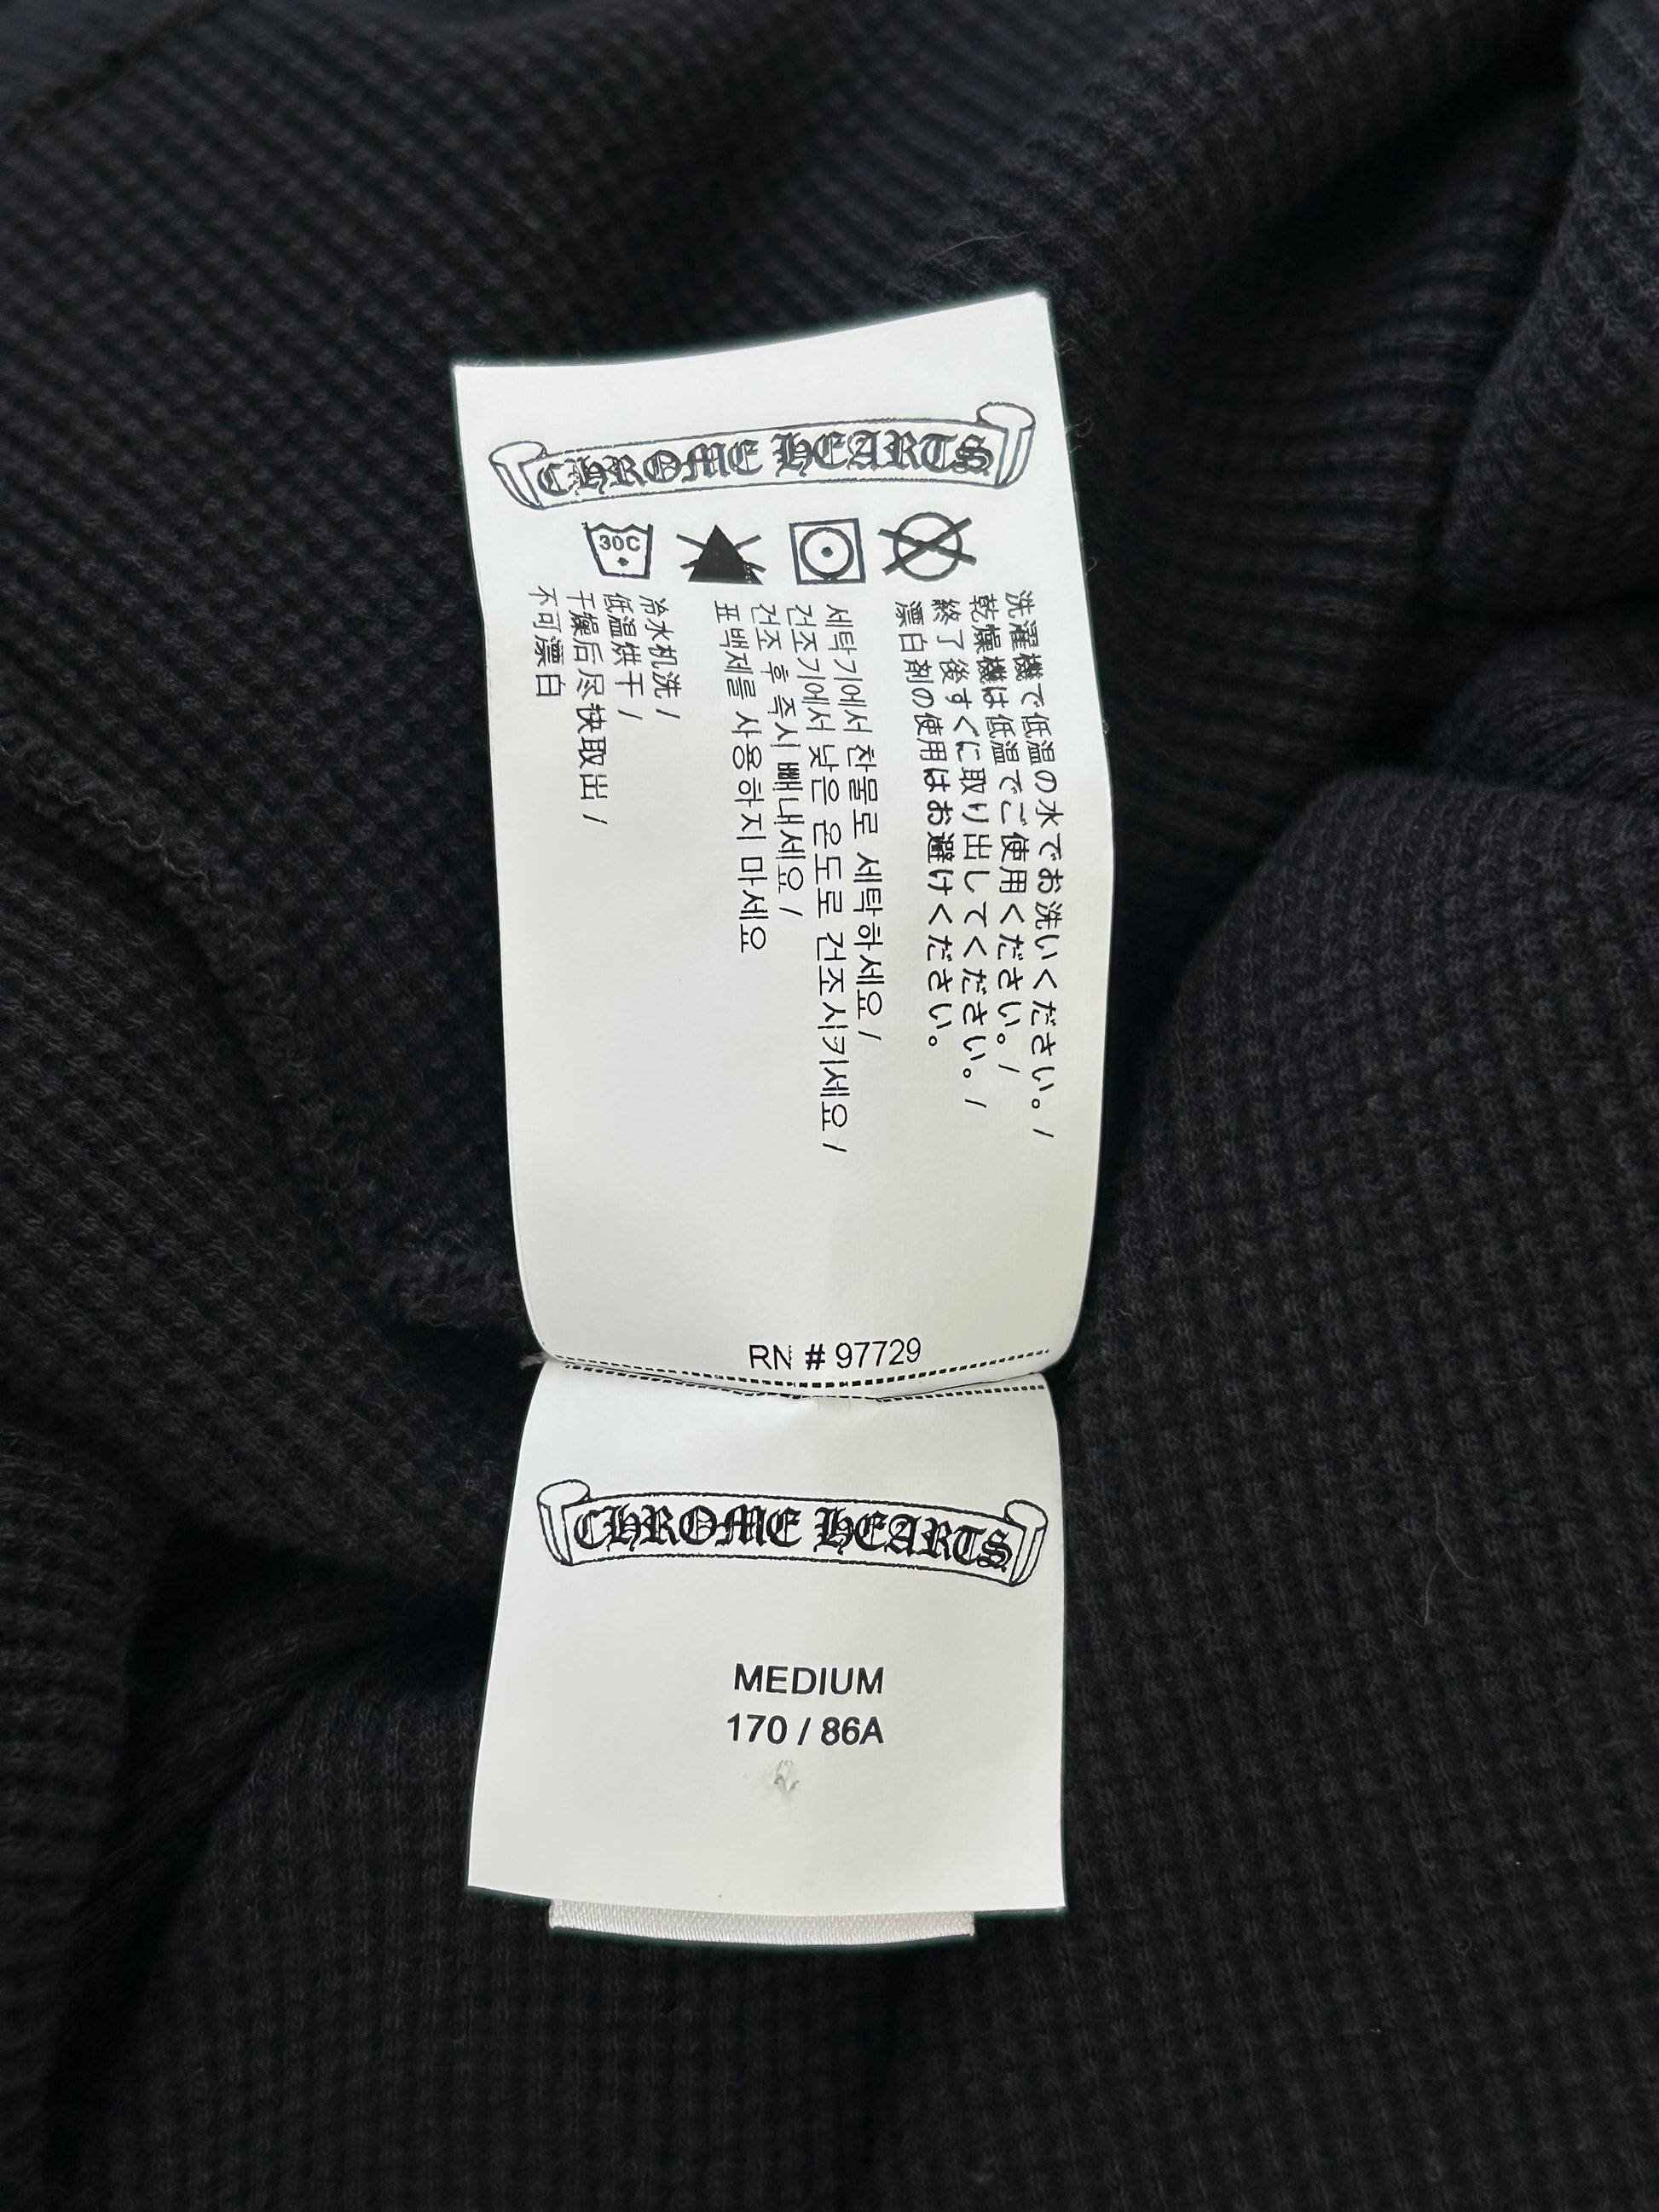 CHROME HEARTS
30C
洗濯機で低温の水でお洗いください。/
乾燥機は低温でご使用ください。/
終了後すぐに取り出してください。/
漂白剤の使用はお避けください。
세탁기에서 찬물로 세탁하세요 /
건조기에서 낮은 온도로 건조시키세요 /
건조 후 즉시 빼내세요 /
표백제를 사용하지 마세요
冷水机洗 /
低温烘干 /
干燥后尽快取出 /
不可漂白
RN # 97729
CHROME HEARTS
MEDIUM
170 / 86A